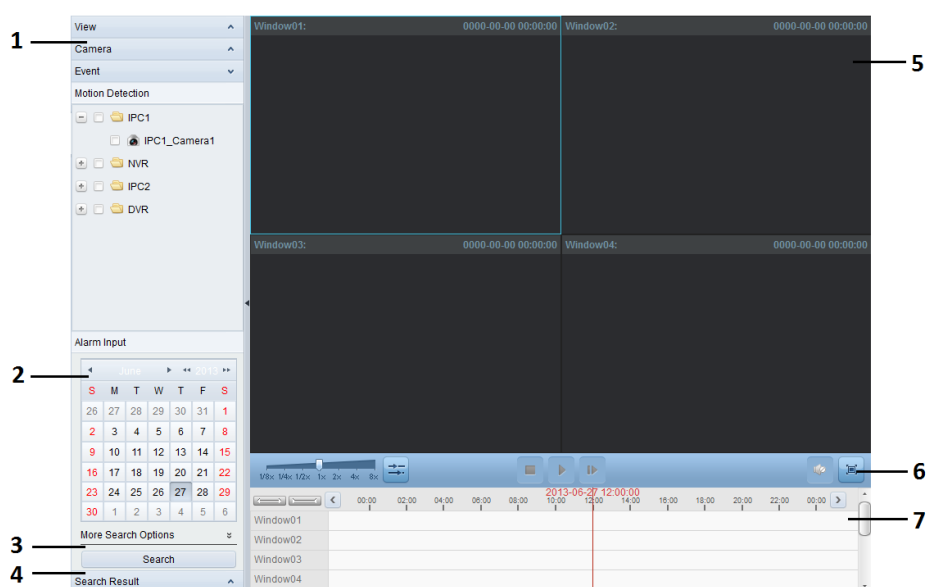 View
1
Camera
Event
Motion Detection
IPC1
IPC1_Camera1
NVR
IPC2
DVR
Alarm Input
2
June 2013
S M T W T F S
26 27 28 29 30 31 1
2 3 4 5 6 7 8
9 10 11 12 13 14 15
16 17 18 19 20 21 22
23 24 25 26 27 28 29
30 1 2 3 4 5 6
More Search Options
3
Search
4
Search Result
Window01: 0000-00-00 00:00:00
Window02: 0000-00-00 00:00:00
5
Window03: 0000-00-00 00:00:00
Window04: 0000-00-00 00:00:00
1/8x 1/4x 1/2x 1x 2x 4x 8x
6
2013-06-27 12:00:00
00:00 02:00 04:00 06:00 08:00 10:00 12:00 14:00 16:00 18:00 20:00 22:00 00:00
Window01
7
Window02
Window03
Window04